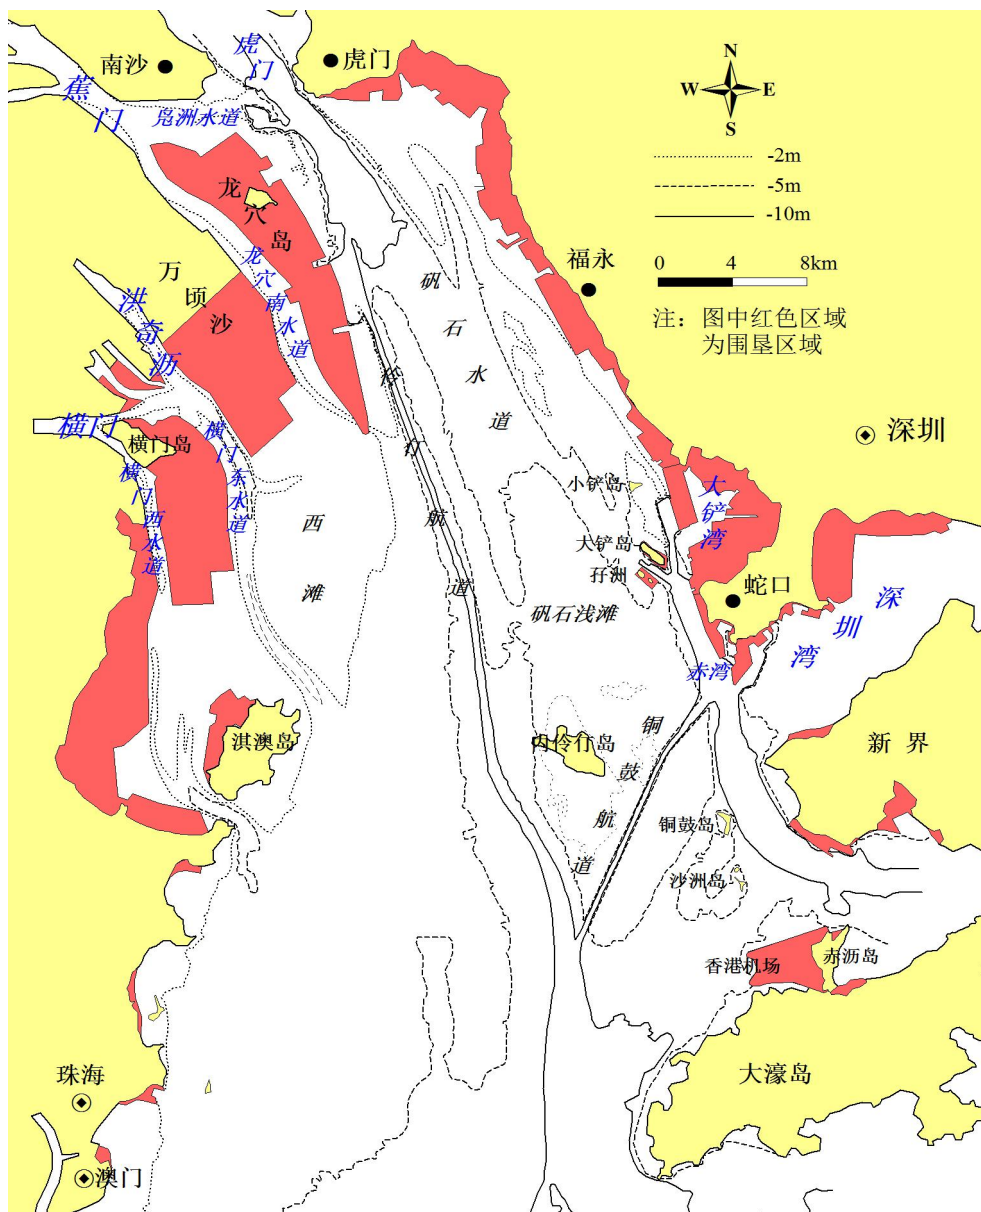 南沙
虎门
虎门
蕉门
凫洲水道
N
W
E
S
-2m
-5m
-10m
0 4 8km
注：图中红色区域
为围垦区域
龙穴岛
龙穴南水道
万顷沙
洪奇沥
横门
横门岛
横门东水道
横门西水道
福永
矾石水道
伶仃航道
西滩
深圳
小铲岛
大铲岛
孖洲
大铲湾
蛇口
深圳湾
矾石浅滩
赤湾
淇澳岛
内伶仃岛
铜鼓航道
新界
铜鼓岛
沙洲岛
香港机场
赤沥岛
大濠岛
珠海
澳门